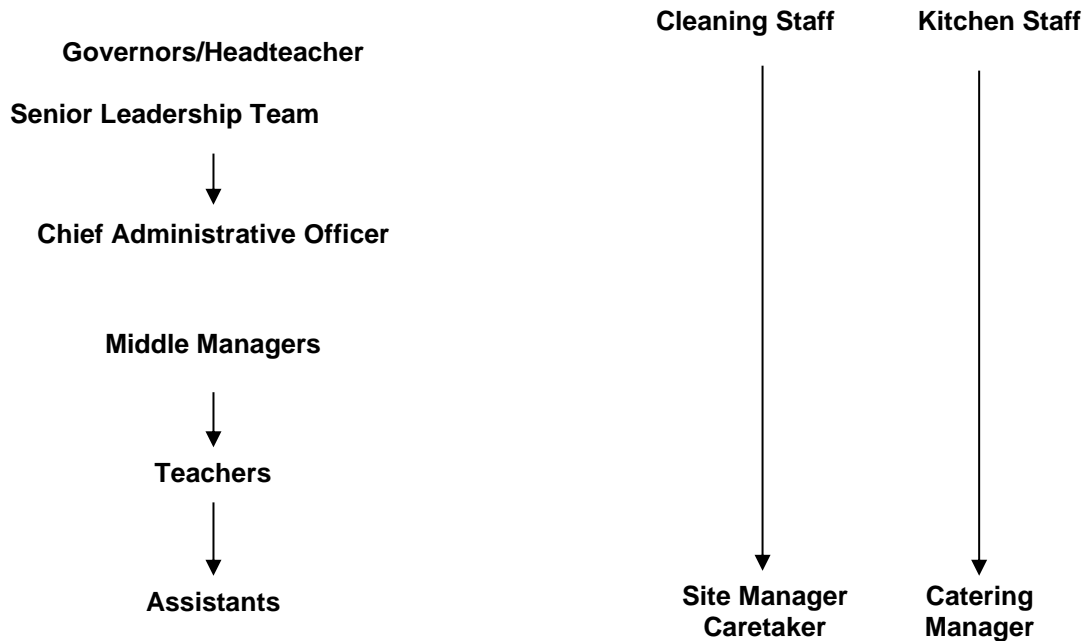 Cleaning Staff
Kitchen Staff
Governors/Headteacher
Senior Leadership Team
Chief Administrative Officer
Middle Managers
Teachers
Assistants
Site Manager
Caretaker
Catering
Manager